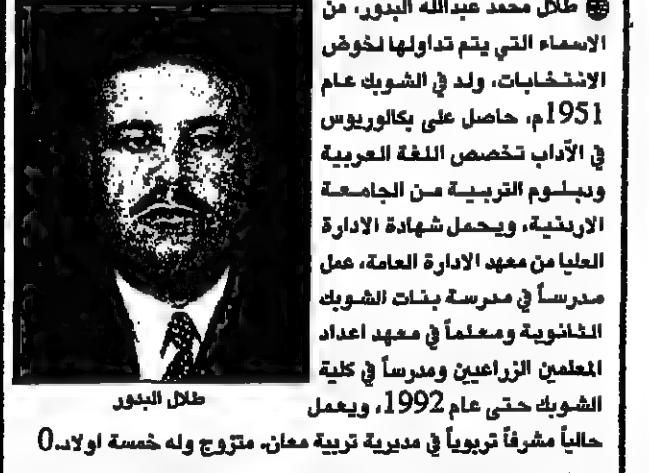 طلال محمد عبدالله البدور، من
الاسماء التي يتم تداولها لخوض
الانتخابات، ولد في الشوبك عام
1951م، حاصل على بكالوريوس
في الآداب تخصص اللغة العربية
ودبلوم التربية من الجامعة
الاردنية، ويحمل شهادة الادارة
العليا من معهد الادارة العامة، عمل
مدرساً في مدرسة بنات الشوبك
الثانوية ومعلماً في معهد اعداد
المعلمين الزراعيين ومدرساً في كلية
الشوبك حتى عام 1992، ويعمل
حالياً مشرفاً تربوياً في مديرية تربية معان. متزوج وله خمسة اولاد.0
طلال البدور